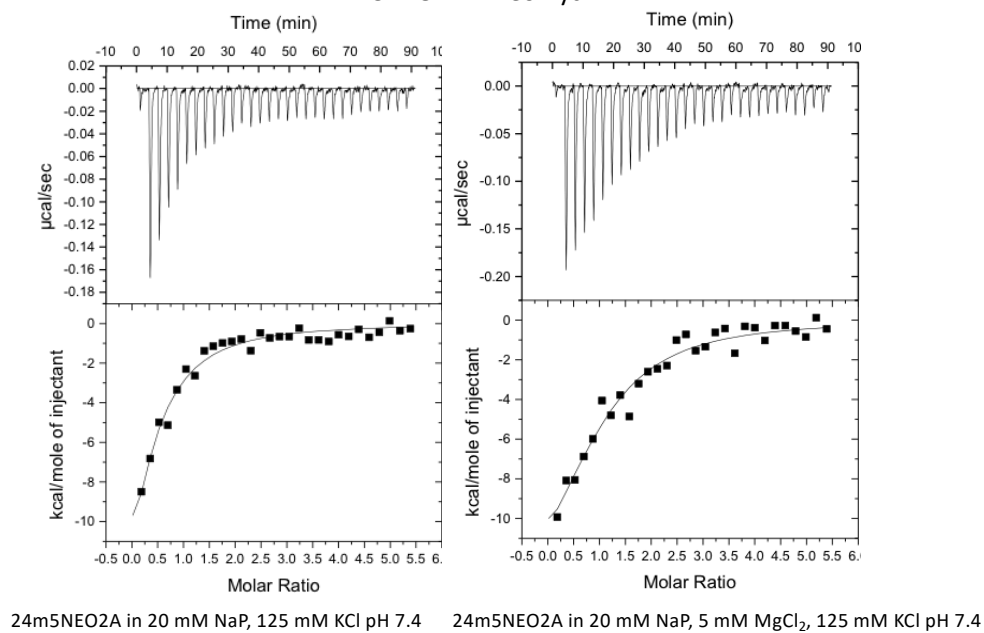 Time (min)
-10 0 10 20 30 40 50 60 70 80 90 10
0.02
0.00
-0.02
-0.04
-0.06
-0.08
-0.10
-0.12
-0.14
-0.16
-0.18
µcal/sec
0
-2
-4
-6
-8
-10
kcal/mole of injectant
-0.5 0.0 0.5 1.0 1.5 2.0 2.5 3.0 3.5 4.0 4.5 5.0 5.5 6.
Molar Ratio
24m5NEO2A in 20 mM NaP, 125 mM KCl pH 7.4
Time (min)
-10 0 10 20 30 40 50 60 70 80 90 10
0.00
-0.05
-0.10
-0.15
-0.20
µcal/sec
0
-2
-4
-6
-8
-10
kcal/mole of injectant
-0.5 0.0 0.5 1.0 1.5 2.0 2.5 3.0 3.5 4.0 4.5 5.0 5.5 6.0
Molar Ratio
24m5NEO2A in 20 mM NaP, 5 mM MgCl₂, 125 mM KCl pH 7.4